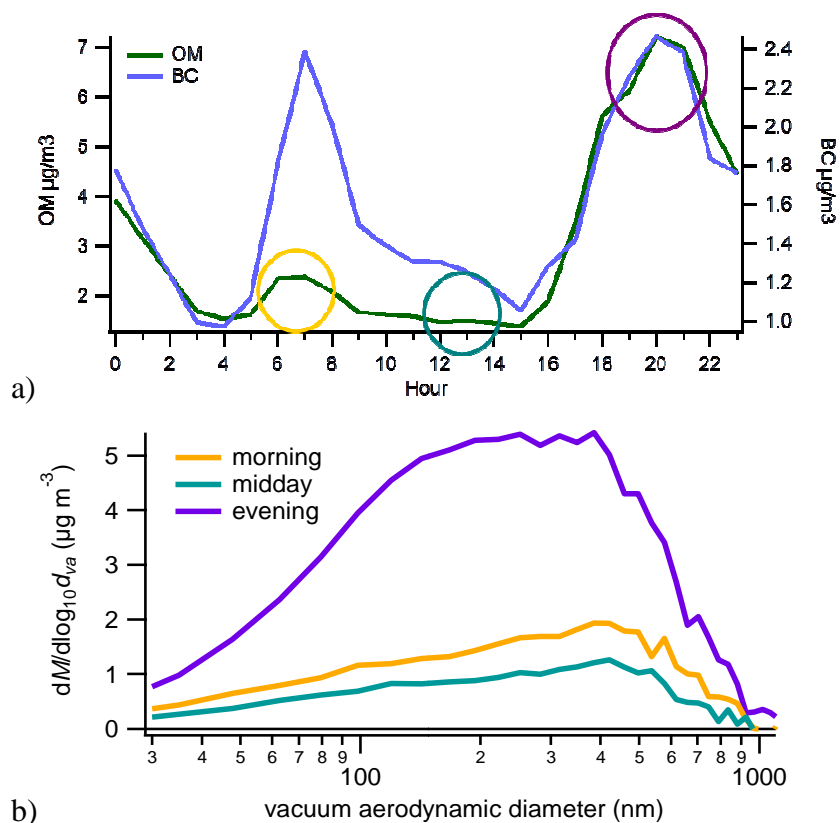 7
6
5
4
3
2
OM µg/m3
OM
BC
2.4
2.2
2.0
1.8
1.6
1.4
1.2
1.0
BC µg/m3
0 2 4 6 8 10 12 14 16 18 20 22
Hour
a)
5
4
3
2
1
0
dM/dlog10 dva (µg m-3)
morning
midday
evening
3 4 5 6 7 8 9 100 2 3 4 5 6 7 8 9 1000
vacuum aerodynamic diameter (nm)
b)